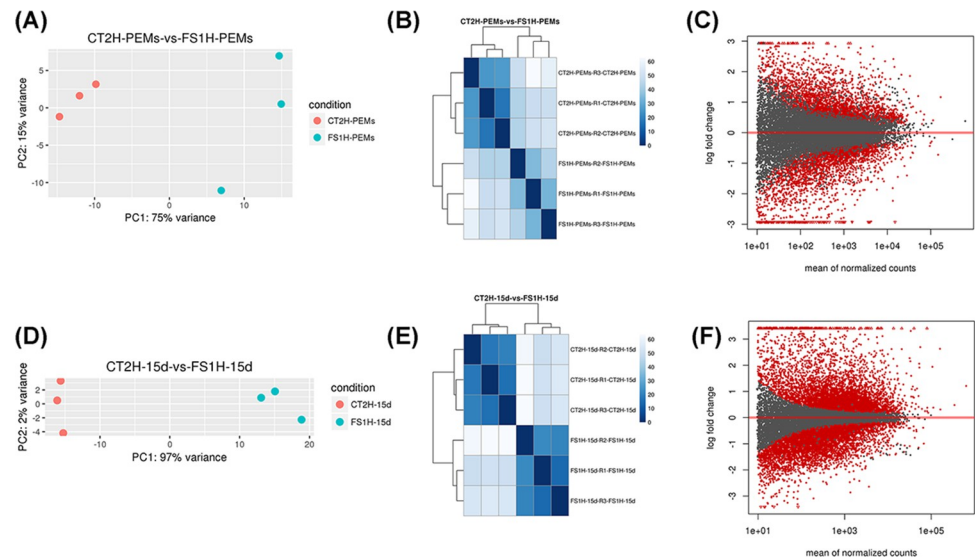 (A)
CT2H-PEMs-vs-FS1H-PEMs
PC2: 15% variance
5
0
-5
-10
-10
0
10
PC1: 75% variance
condition
CT2H-PEMs
FS1H-PEMs
(B)
CT2H-PEMs-vs-FS1H-PEMs
CT2H-PEMs-R3-CT2H-PEMs
CT2H-PEMs-R1-CT2H-PEMs
CT2H-PEMs-R2-CT2H-PEMs
FS1H-PEMs-R2-FS1H-PEMs
FS1H-PEMs-R1-FS1H-PEMs
FS1H-PEMs-R3-FS1H-PEMs
60
50
40
30
20
10
0
(C)
log fold change
3
2
1
0
-1
-2
-3
1e+01
1e+02
1e+03
1e+04
1e+05
mean of normalized counts
(D)
CT2H-15d-vs-FS1H-15d
PC2: 2% variance
2
0
-2
-4
-10
0
10
20
PC1: 97% variance
condition
CT2H-15d
FS1H-15d
(E)
CT2H-15d-vs-FS1H-15d
CT2H-15d-R2-CT2H-15d
CT2H-15d-R1-CT2H-15d
CT2H-15d-R3-CT2H-15d
FS1H-15d-R2-FS1H-15d
FS1H-15d-R1-FS1H-15d
FS1H-15d-R3-FS1H-15d
60
50
40
30
20
10
0
(F)
log fold change
3
2
1
0
-1
-2
-3
1e+01
1e+03
1e+05
mean of normalized counts